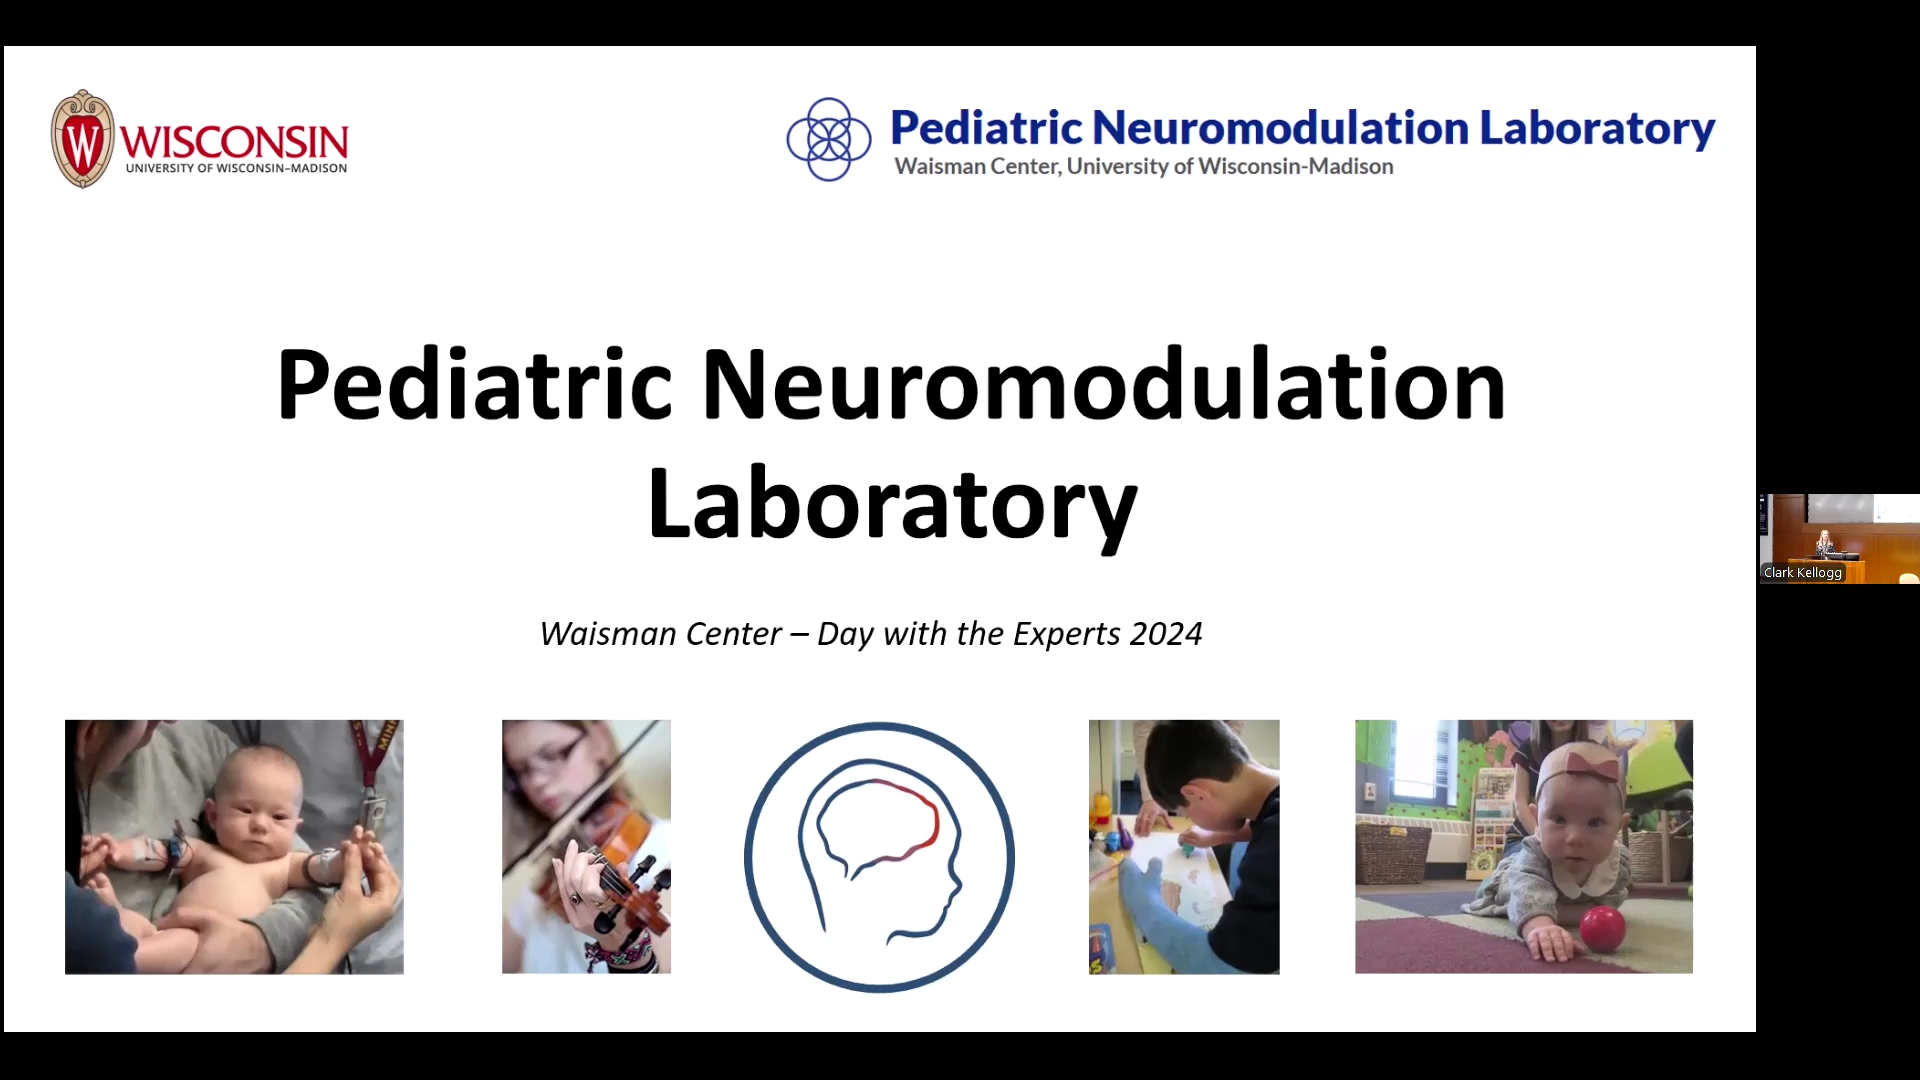 WISCONSIN
UNIVERSITY OF WISCONSIN–MADISON
Pediatric Neuromodulation Laboratory
Waisman Center, University of Wisconsin-Madison
Pediatric Neuromodulation
Laboratory
Waisman Center – Day with the Experts 2024
W
MINN
Clark Kellogg